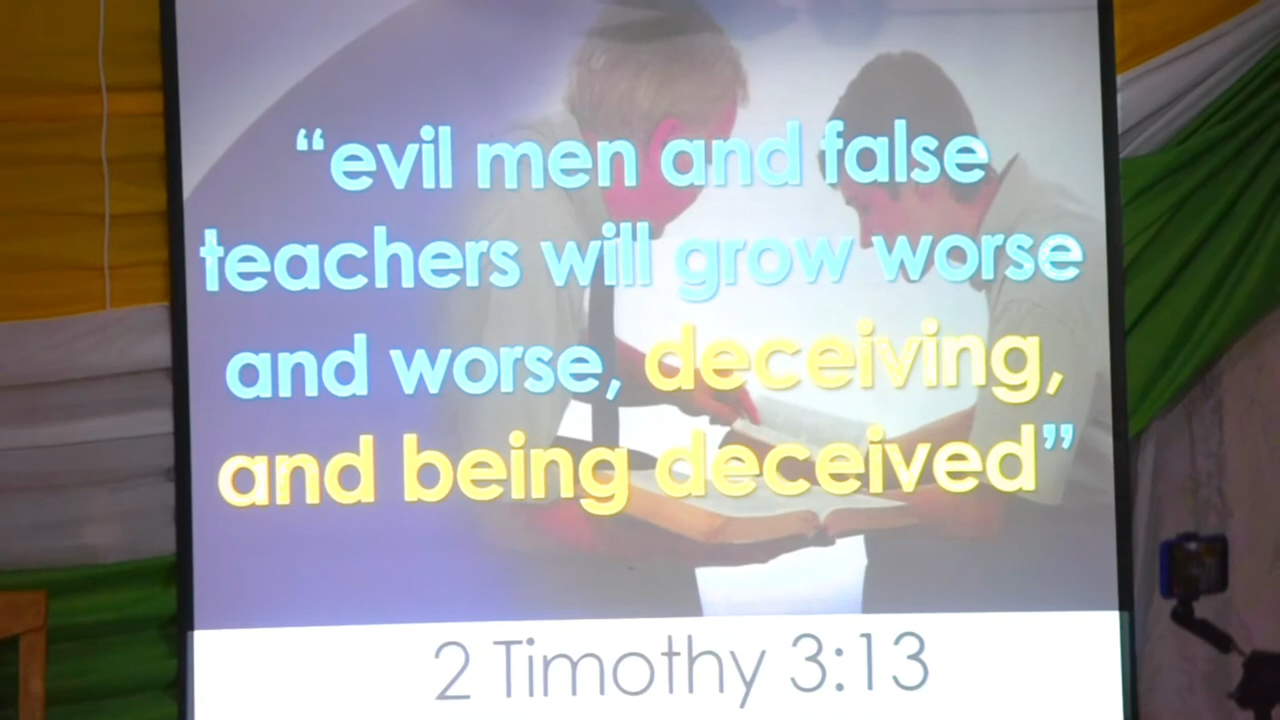 “evil men and false
teachers will grow worse
and worse, deceiving,
and being deceived”
2 Timothy 3:13